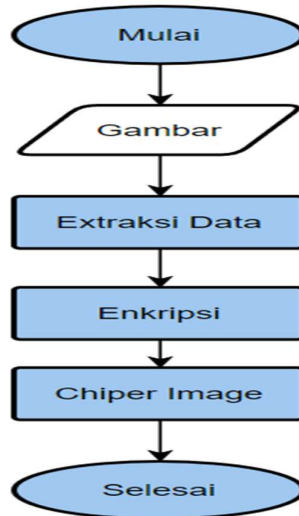 Mulai
Gambar
Extraksi Data
Enkripsi
Chiper Image
Selesai